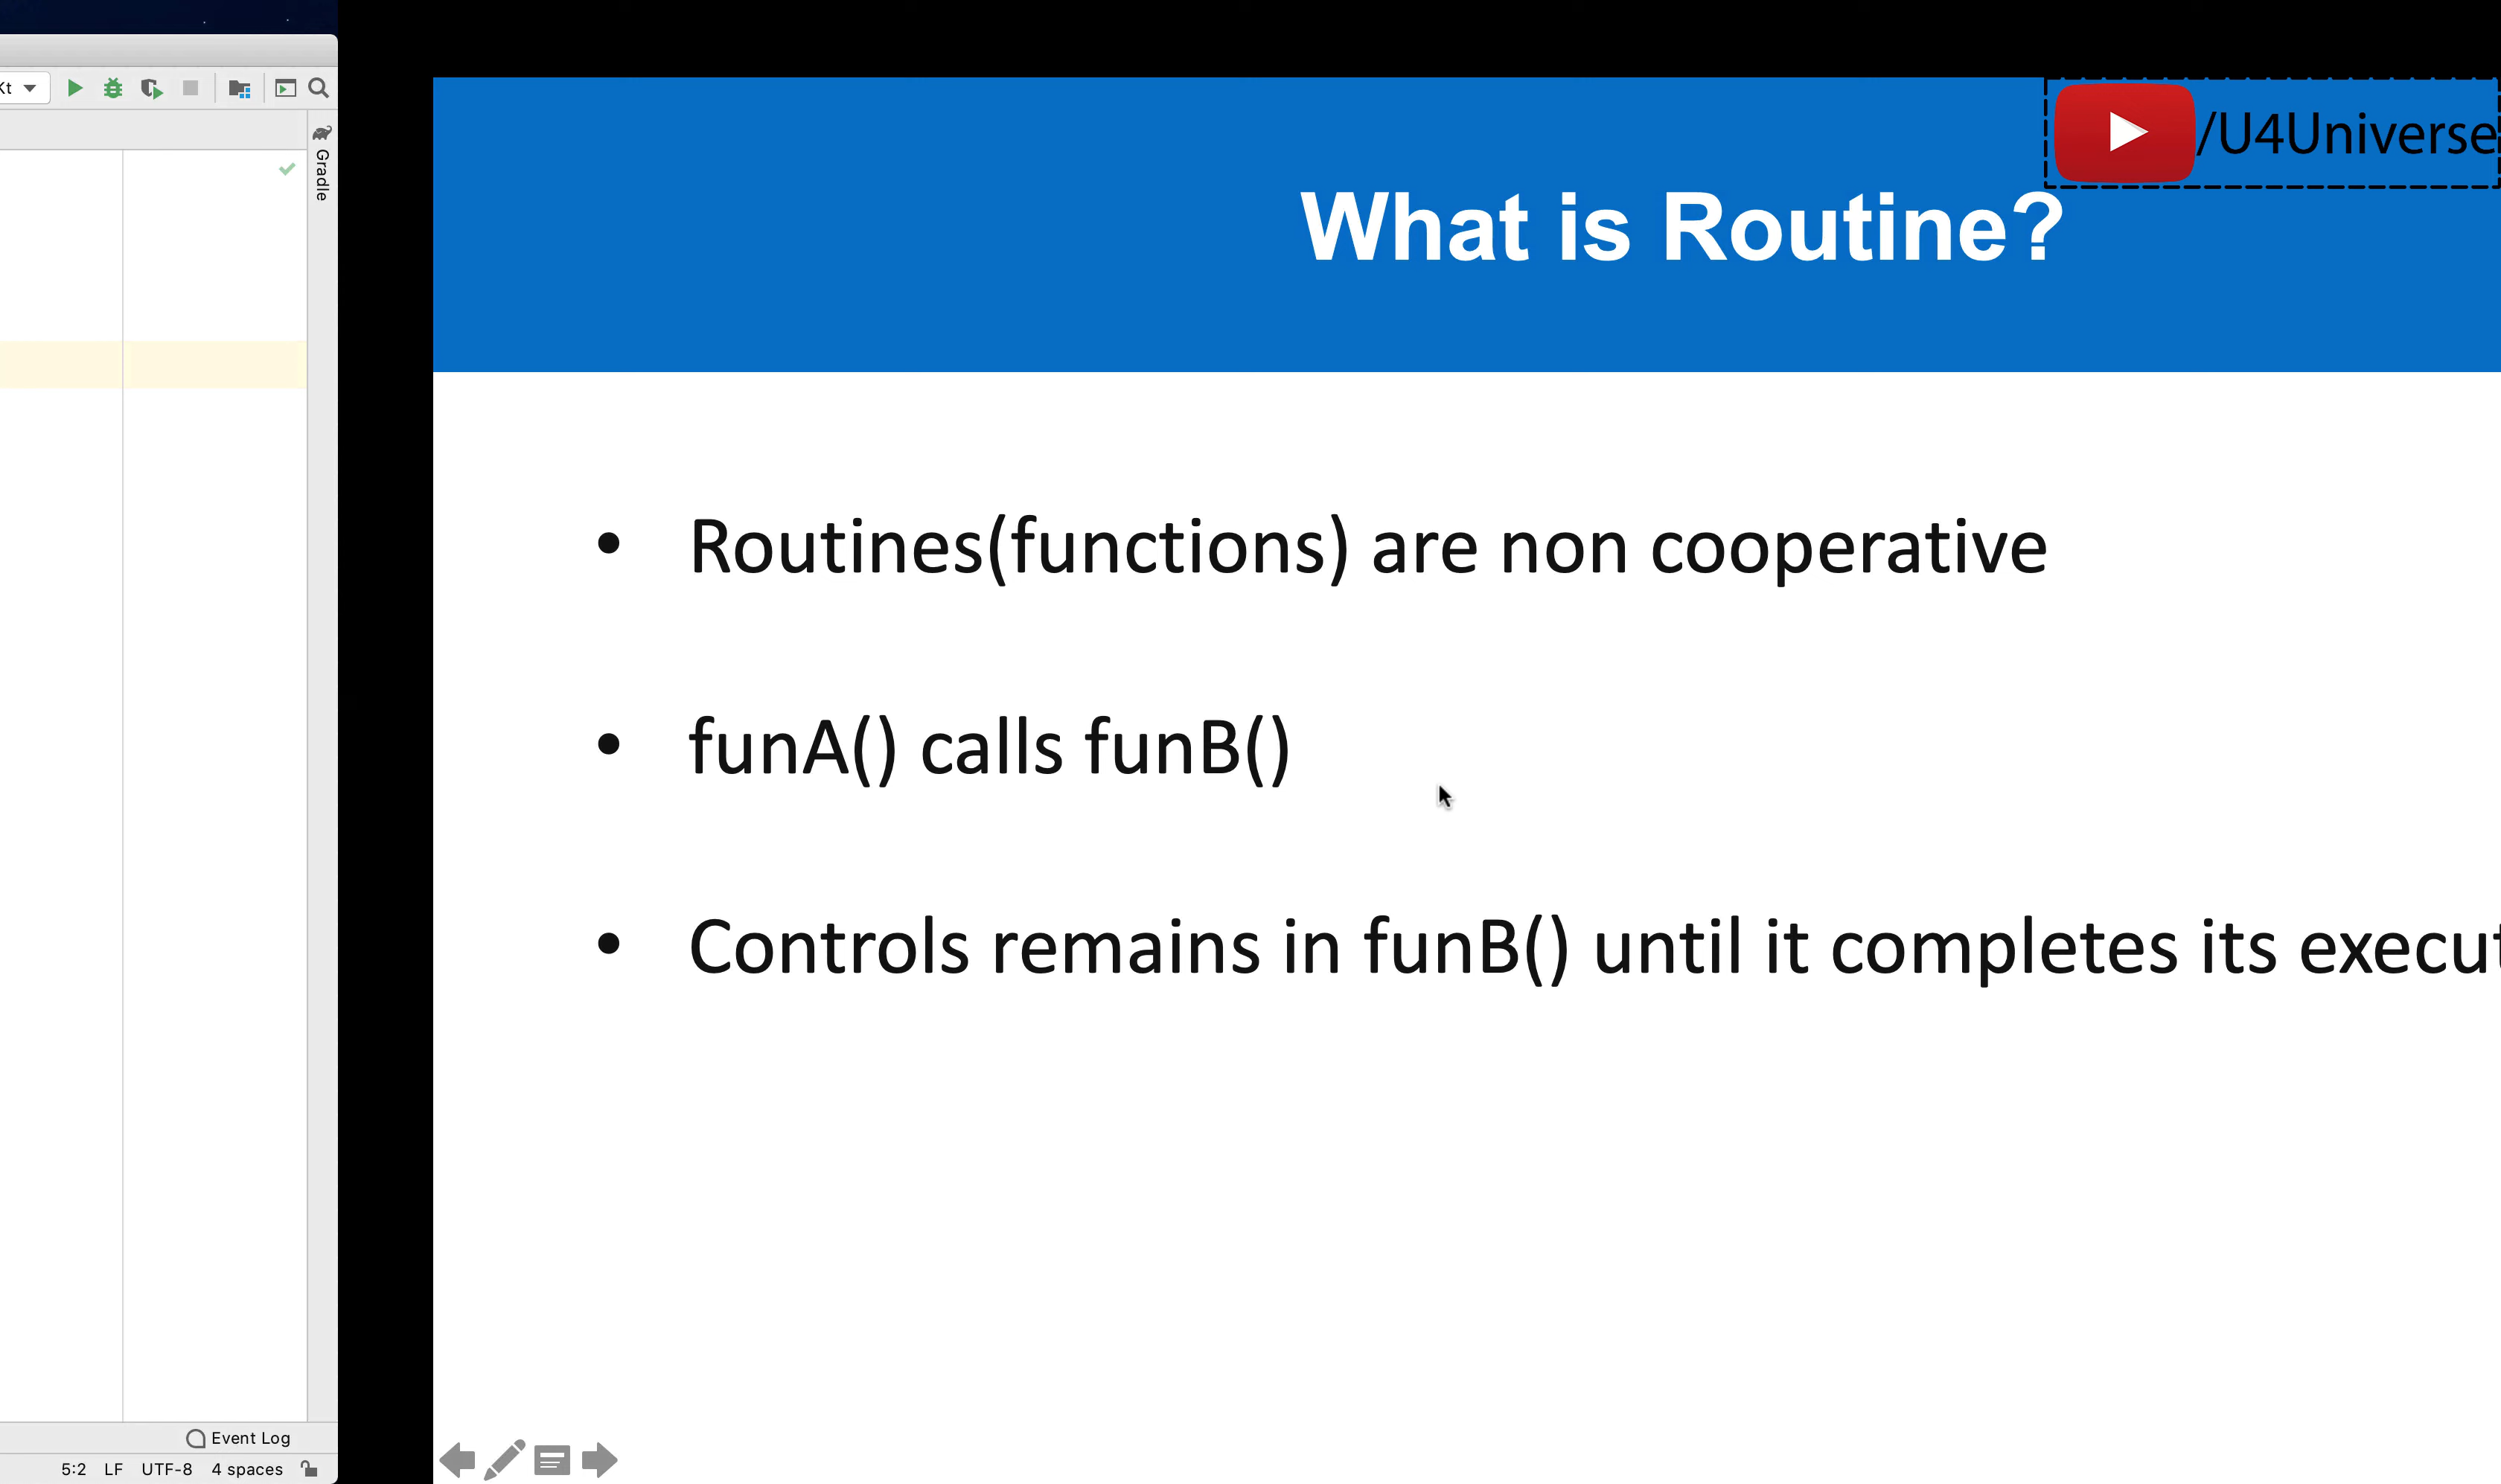 Kt
Gradle
/U4Universe
What is Routine?
• Routines(functions) are non cooperative
• funA() calls funB()
• Controls remains in funB() until it completes its execut
Event Log
5:2 LF UTF-8 4 spaces